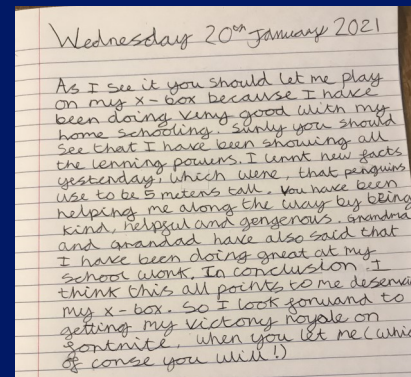 Wednesday 20th January 2021
As I see it you should let me play
on my x-box because I have
been doing very good with my
home schooling. Surly you should
see that I have been showing all
the lerning powers. I lernt new facts
yesterday, which were, that penguins
use to be 5 meters tall. You have been
helping me along the way by being
kind, helpful and gengerous. Grandma
and Grandad have also said that
I have been doing great at my
school work. In conclusion, I
think this all points to me deserv
my x-box. So I look forward to
getting my victory royale on
fortnite, when you let me (whic
of corse you will!)